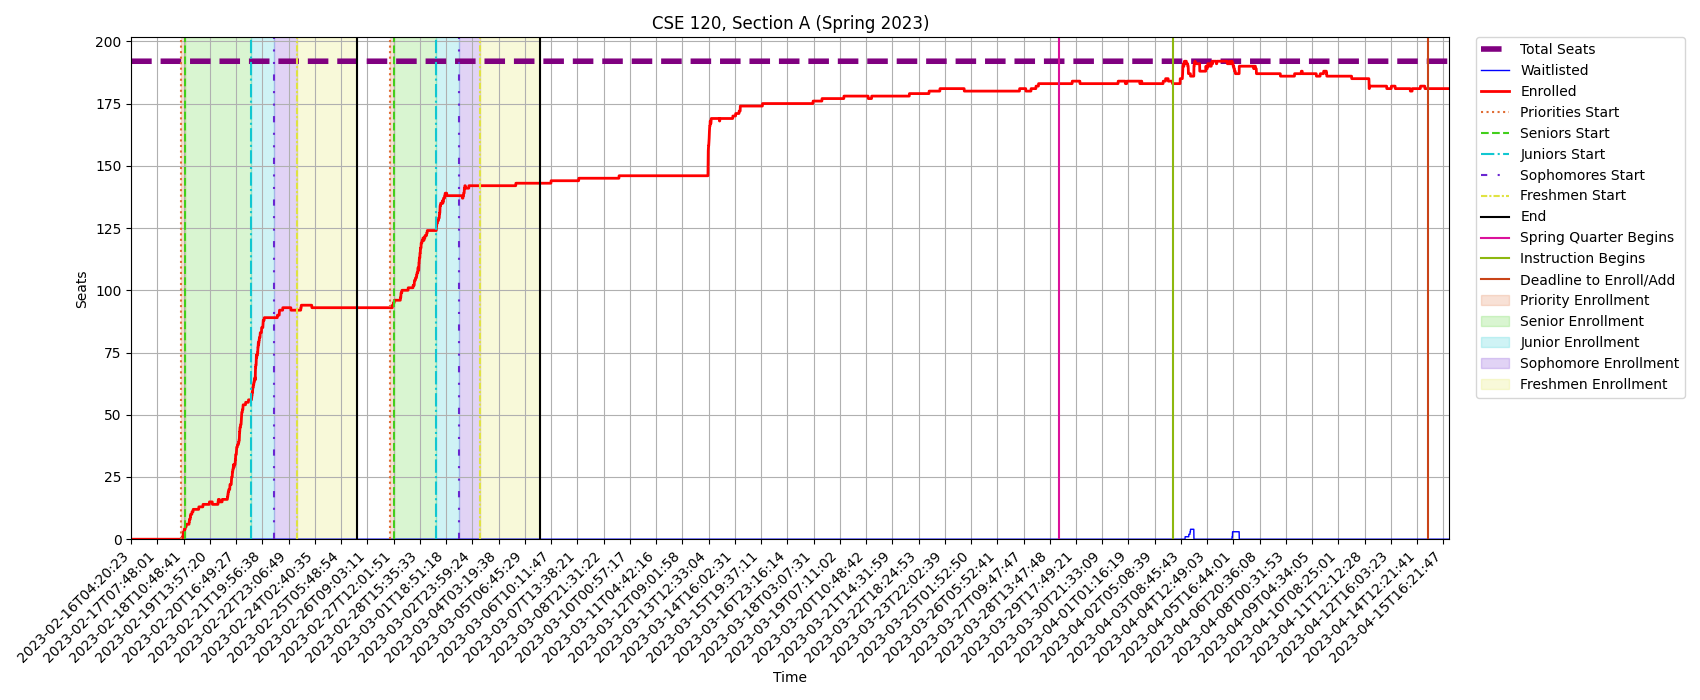 CSE 120, Section A (Spring 2023)
200
175
150
125
100
75
50
25
0
Seats
2023-02-16T04:20:23
2023-02-17T07:48:01
2023-02-18T10:48:41
2023-02-19T13:57:20
2023-02-20T16:49:27
2023-02-21T19:56:38
2023-02-22T23:06:49
2023-02-24T02:40:35
2023-02-25T05:48:54
2023-02-26T09:03:11
2023-02-27T12:01:51
2023-02-28T15:35:33
2023-03-01T18:51:18
2023-03-02T23:59:24
2023-03-04T03:19:38
2023-03-05T06:45:29
2023-03-06T10:11:47
2023-03-07T13:38:21
2023-03-08T21:31:22
2023-03-10T00:57:17
2023-03-11T04:42:16
2023-03-12T09:01:58
2023-03-13T12:33:04
2023-03-14T16:02:31
2023-03-15T19:37:11
2023-03-16T23:16:14
2023-03-18T03:07:31
2023-03-19T07:11:02
2023-03-20T10:48:42
2023-03-21T14:31:59
2023-03-22T18:24:53
2023-03-23T22:02:39
2023-03-25T01:52:50
2023-03-26T05:52:41
2023-03-27T09:47:47
2023-03-28T13:47:48
2023-03-29T17:49:21
2023-03-30T21:33:09
2023-04-01T01:16:19
2023-04-02T05:08:39
2023-04-03T08:45:43
2023-04-04T12:49:03
2023-04-05T16:44:01
2023-04-06T20:36:08
2023-04-08T00:31:53
2023-04-09T04:34:05
2023-04-10T08:25:01
2023-04-11T12:12:28
2023-04-12T16:03:23
2023-04-14T12:21:41
2023-04-15T16:21:47
Time
Total Seats
Waitlisted
Enrolled
Priorities Start
Seniors Start
Juniors Start
Sophomores Start
Freshmen Start
End
Spring Quarter Begins
Instruction Begins
Deadline to Enroll/Add
Priority Enrollment
Senior Enrollment
Junior Enrollment
Sophomore Enrollment
Freshmen Enrollment